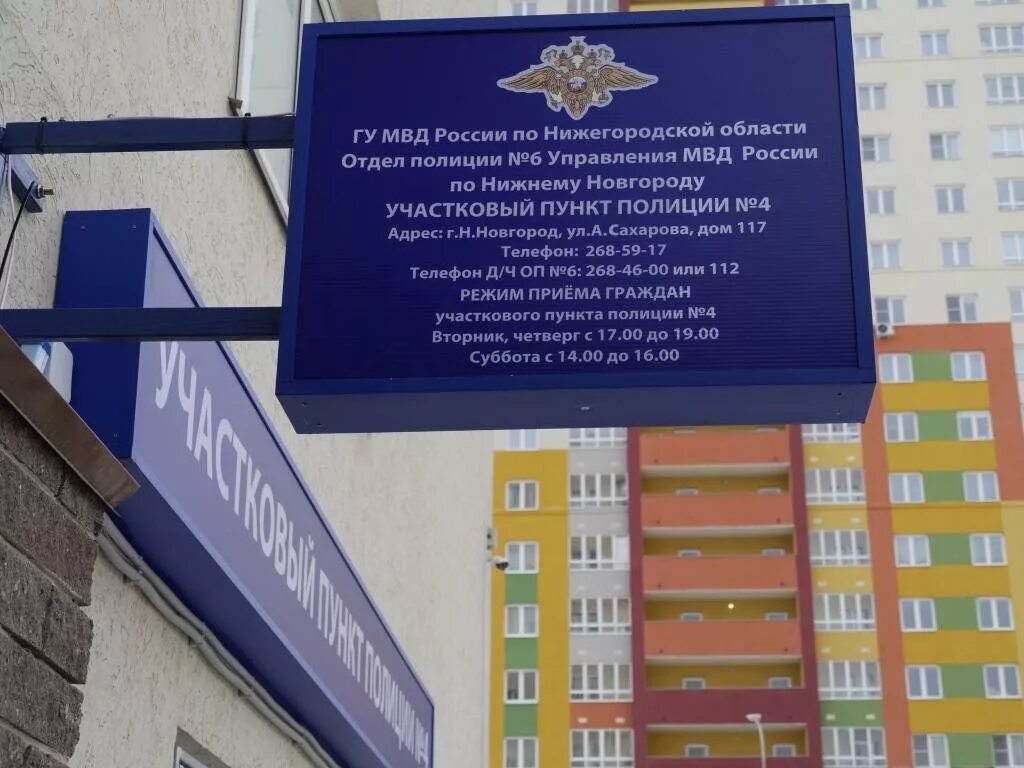 ГУ МВД России по Нижегородской области
Отдел полиции №6 Управления МВД России
по Нижнему Новгороду
УЧАСТКОВЫЙ ПУНКТ ПОЛИЦИИ №4
Адрес: г.Н.Новгород, ул.А.Сахарова, дом 117
Телефон: 268-59-17
Телефон Д/Ч ОП №6: 268-46-00 или 112
РЕЖИМ ПРИЁМА ГРАЖДАН
участкового пункта полиции №4
Вторник, четверг с 17.00 до 19.00
Суббота с 14.00 до 16.00
УЧАСТКОВЫЙ ПУНКТ ПОЛИЦИИ №4